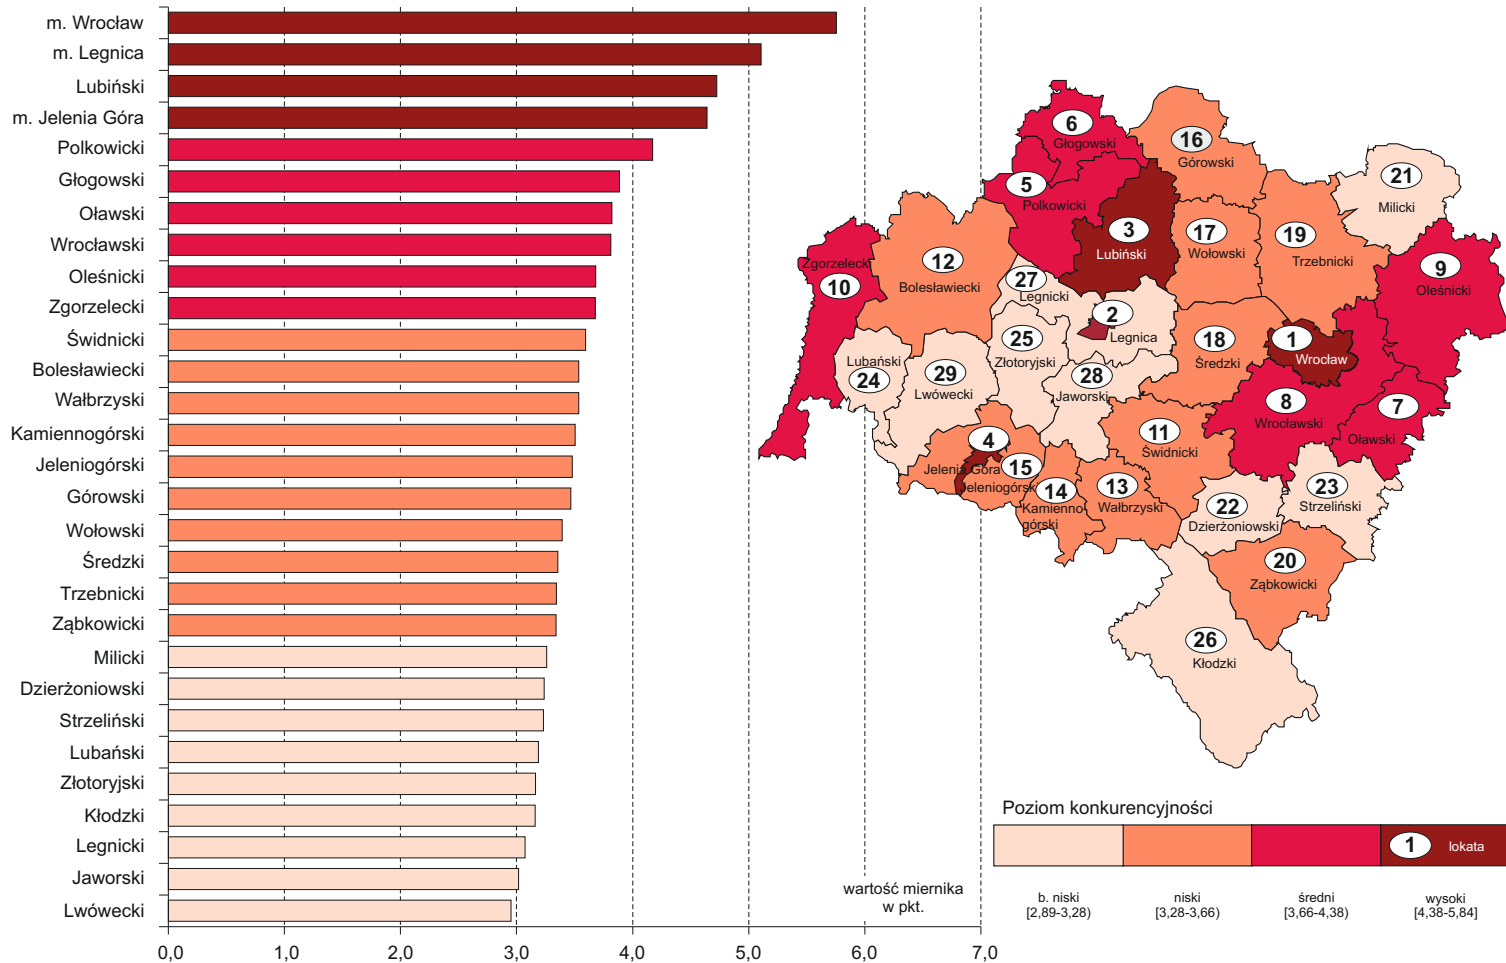 m. Wrocław
m. Legnica
Lubiński
m. Jelenia Góra
Polkowicki
Głogowski
Oławski
Wrocławski
Oleśnicki
Zgorzelecki
Świdnicki
Bolesławiecki
Wałbrzyski
Kamiennogórski
Jeleniogórski
Górowski
Wołowski
Średzki
Trzebnicki
Ząbkowicki
Milicki
Dzierżoniowski
Strzeliński
Lubański
Złotoryjski
Kłodzki
Legnicki
Jaworski
Lwówecki
0,0 1,0 2,0 3,0 4,0 5,0 6,0 7,0
wartość miernika
w pkt.
6
Głogowski
16
Górowski
21
Milicki
5
Polkowicki
3
Lubiński
17
Wołowski
19
Trzebnicki
9
Oleśnicki
Zgorzelecki
10
12
Bolesławiecki
27
Legnicki
2
Legnica
25
Złotoryjski
18
Średzki
1
Wrocław
Lubański
24
29
Lwówecki
28
Jaworski
8
Wrocławski
7
Oławski
4
Jelenia Góra
15
Jeleniogórski
11
Świdnicki
14
Kamienno
górski
13
Wałbrzyski
22
Dzierżoniowski
23
Strzeliński
20
Ząbkowicki
26
Kłodzki
Poziom konkurencyjności
1 lokata
b. niski
[2,89-3,28)
niski
[3,28-3,66)
średni
[3,66-4,38)
wysoki
[4,38-5,84]